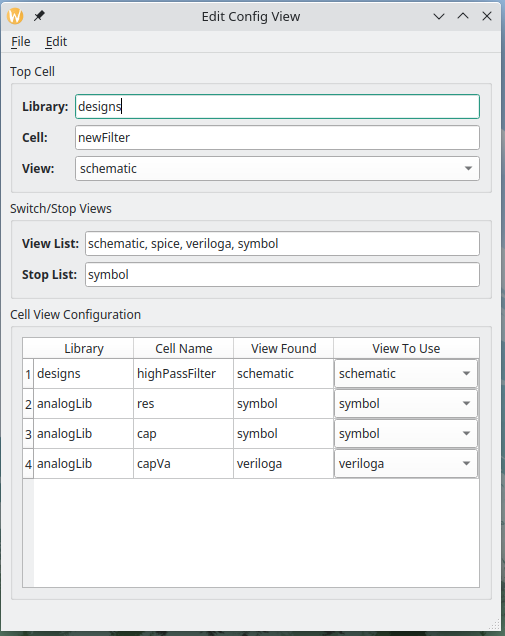 W Edit Config View
File Edit
Top Cell
Library: designs
Cell: newFilter
View: schematic
Switch/Stop Views
View List: schematic, spice, veriloga, symbol
Stop List: symbol
Cell View Configuration
Library Cell Name View Found View To Use
1 designs highPassFilter schematic schematic
2 analogLib res symbol symbol
3 analogLib cap symbol symbol
4 analogLib capVa veriloga veriloga